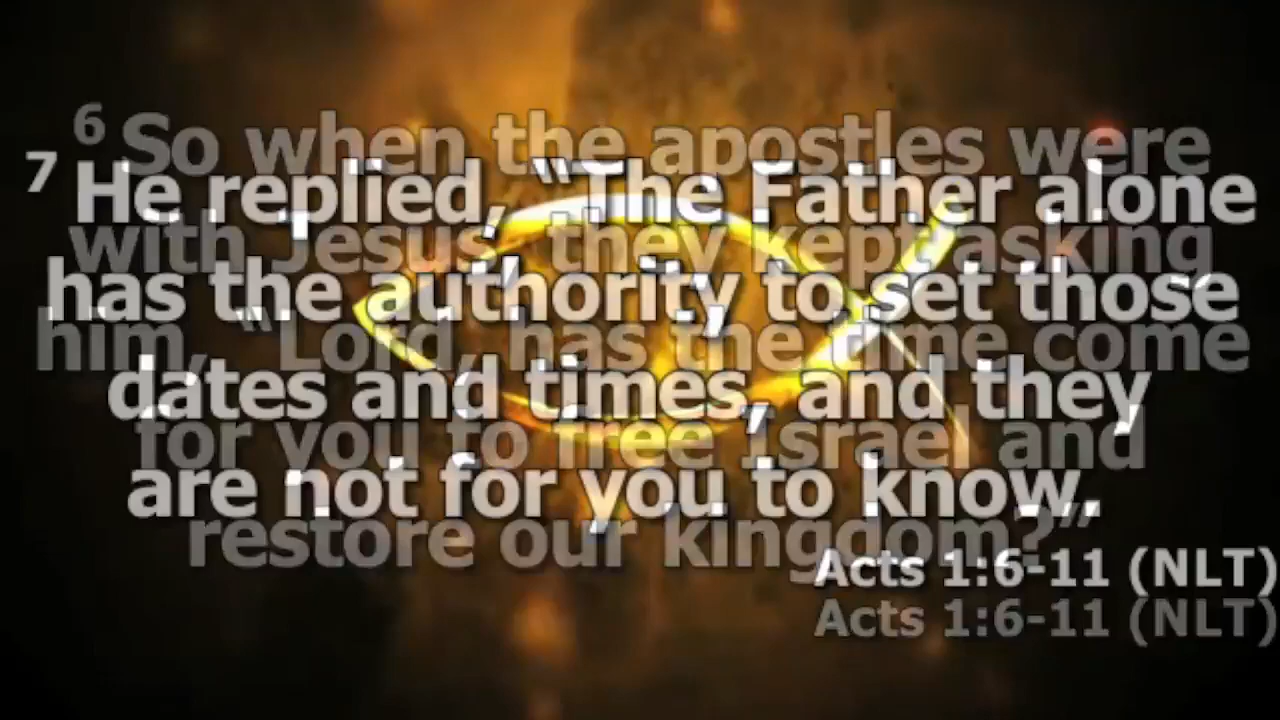 6 So when the apostles were
with Jesus, they kept asking
him, “Lord, has the time come
for you to free Israel and
restore our kingdom?”
Acts 1:6-11 (NLT)
7 He replied, “The Father alone
has the authority to set those
dates and times, and they
are not for you to know.
Acts 1:6-11 (NLT)